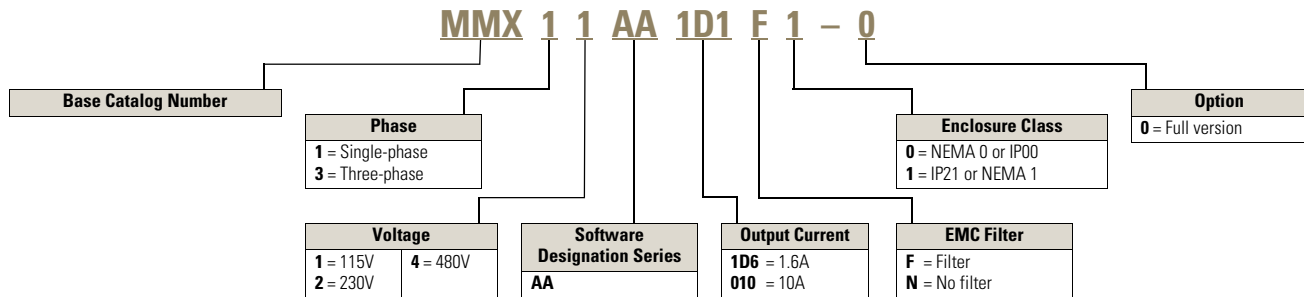 MMX 1 1 AA 1D1 F 1 – 0
Base Catalog Number
Phase
1 = Single-phase
3 = Three-phase
Enclosure Class
0 = NEMA 0 or IP00
1 = IP21 or NEMA 1
Option
0 = Full version
Voltage
1 = 115V
2 = 230V
4 = 480V
Software
Designation Series
AA
Output Current
1D6 = 1.6A
010 = 10A
EMC Filter
F = Filter
N = No filter